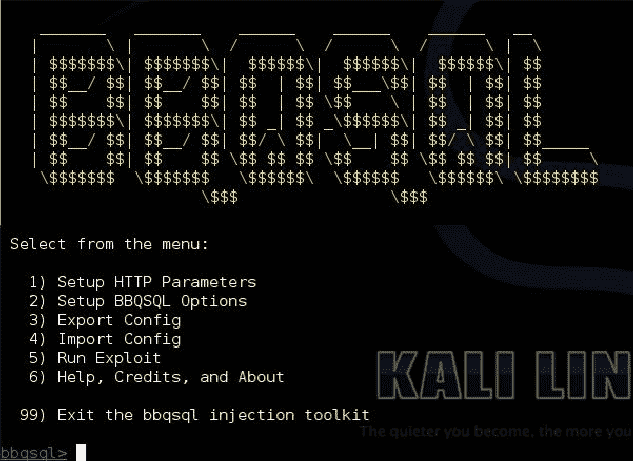 BBQSQL
Select from the menu:
1) Setup HTTP Parameters
2) Setup BBQSQL Options
3) Export Config
4) Import Config
5) Run Exploit
6) Help, Credits, and About
99) Exit the bbqsql injection toolkit
KALI LIN
The quieter you become, the more you
bbqsql>